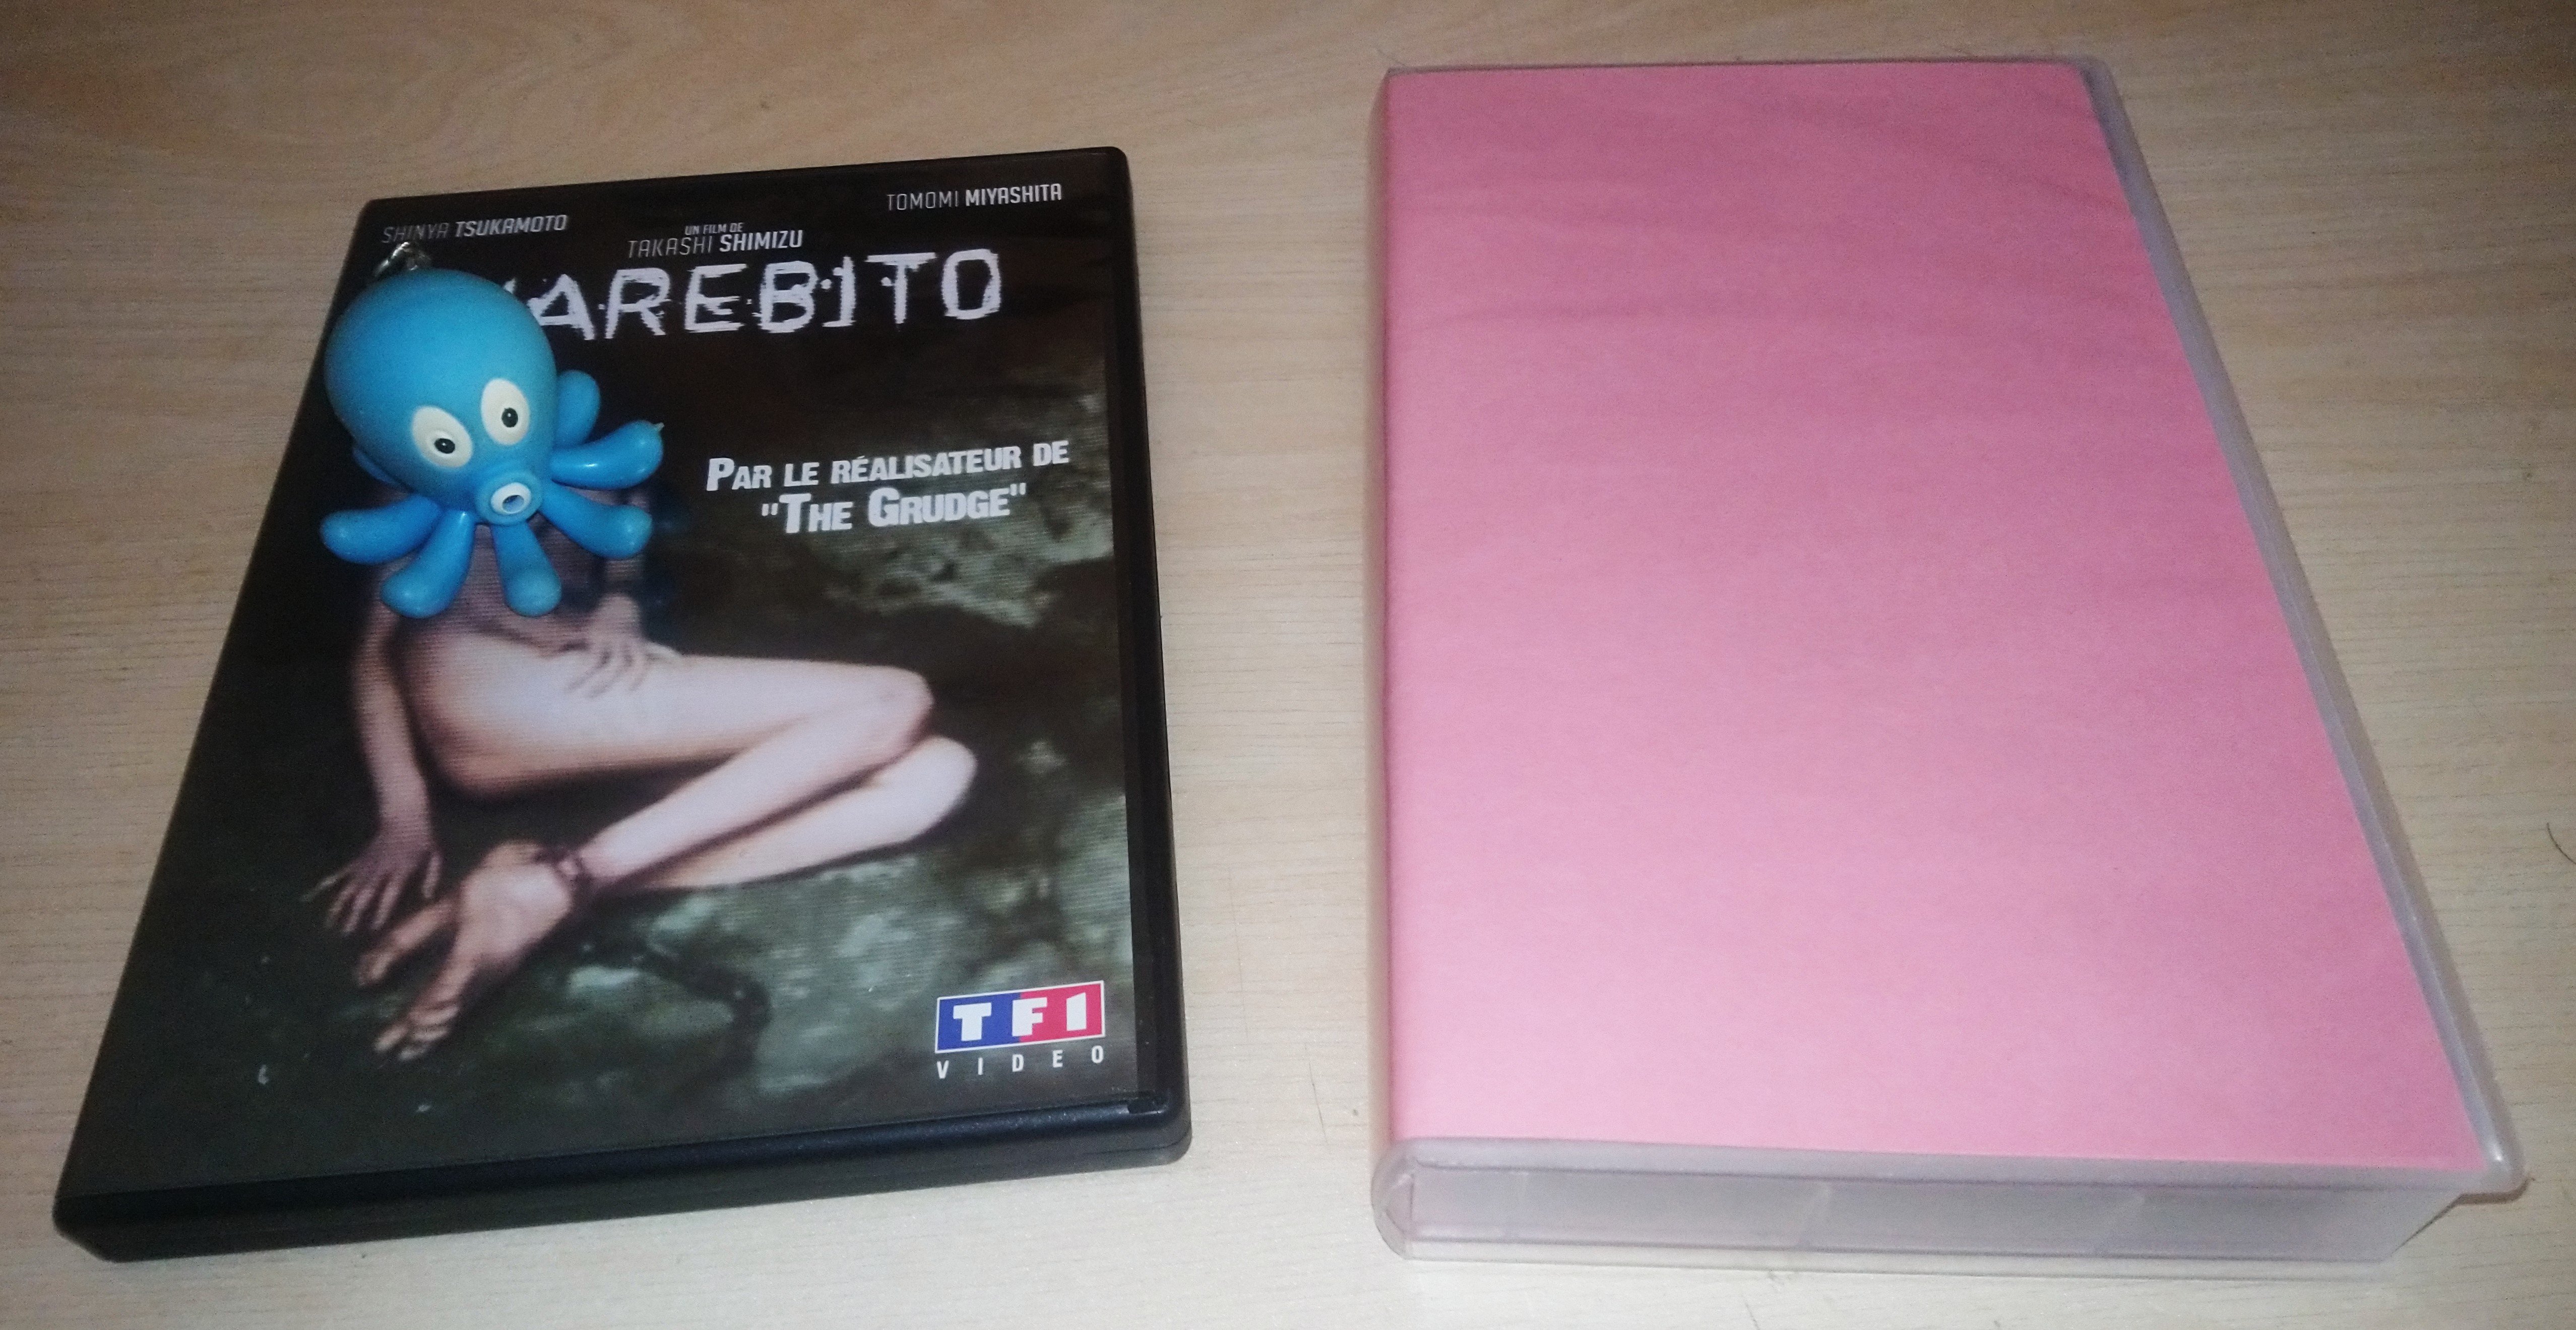 SHINYA TSUKAMOTO
UN FILM DE
TAKASHI SHIMIZU
TOMOMI MIYASHITA
AREBITO
PAR LE RÉALISATEUR DE
"THE GRUDGE"
TF1
VIDEO